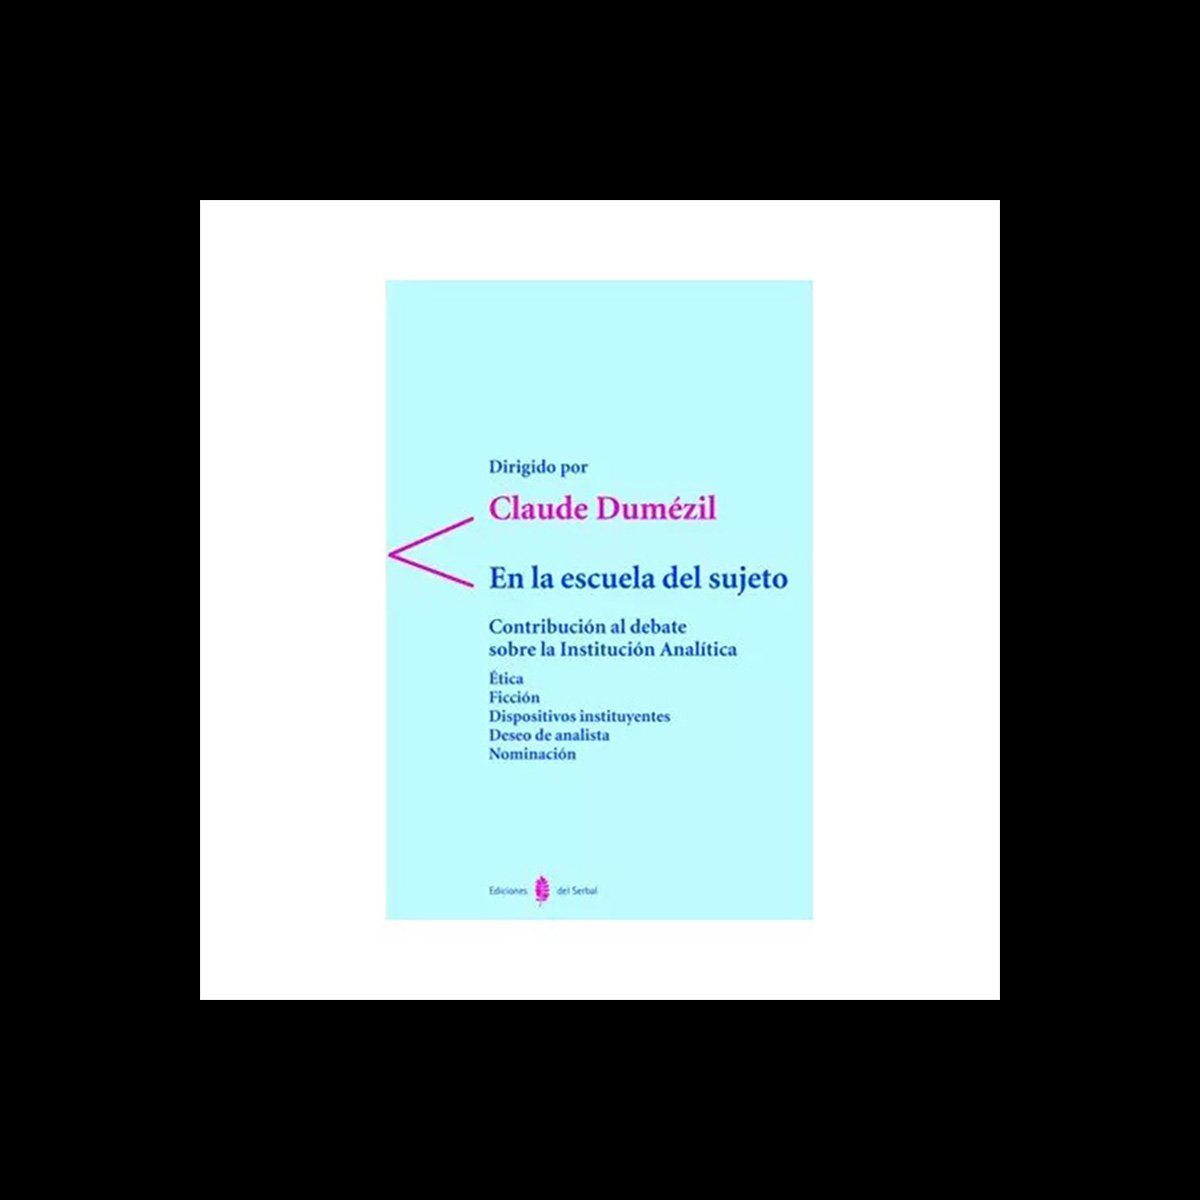 Dirigido por
Claude Dumézil
En la escuela del sujeto
Contribución al debate
sobre la Institución Analítica
Ética
Ficción
Dispositivos instituyentes
Deseo de analista
Nominación
Ediciones del Serbal